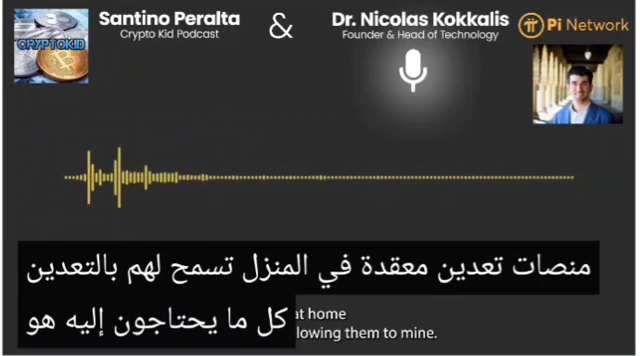 Santino Peralta
Crypto Kid Podcast
&
Dr. Nicolas Kokkalis
Founder & Head of Technology
Pi Network
CRYPTOKID
منصات تعدين معقدة في المنزل تسمح لهم بالتعدين
كل ما يحتاجون إليه هو
at home
lowing them to mine.